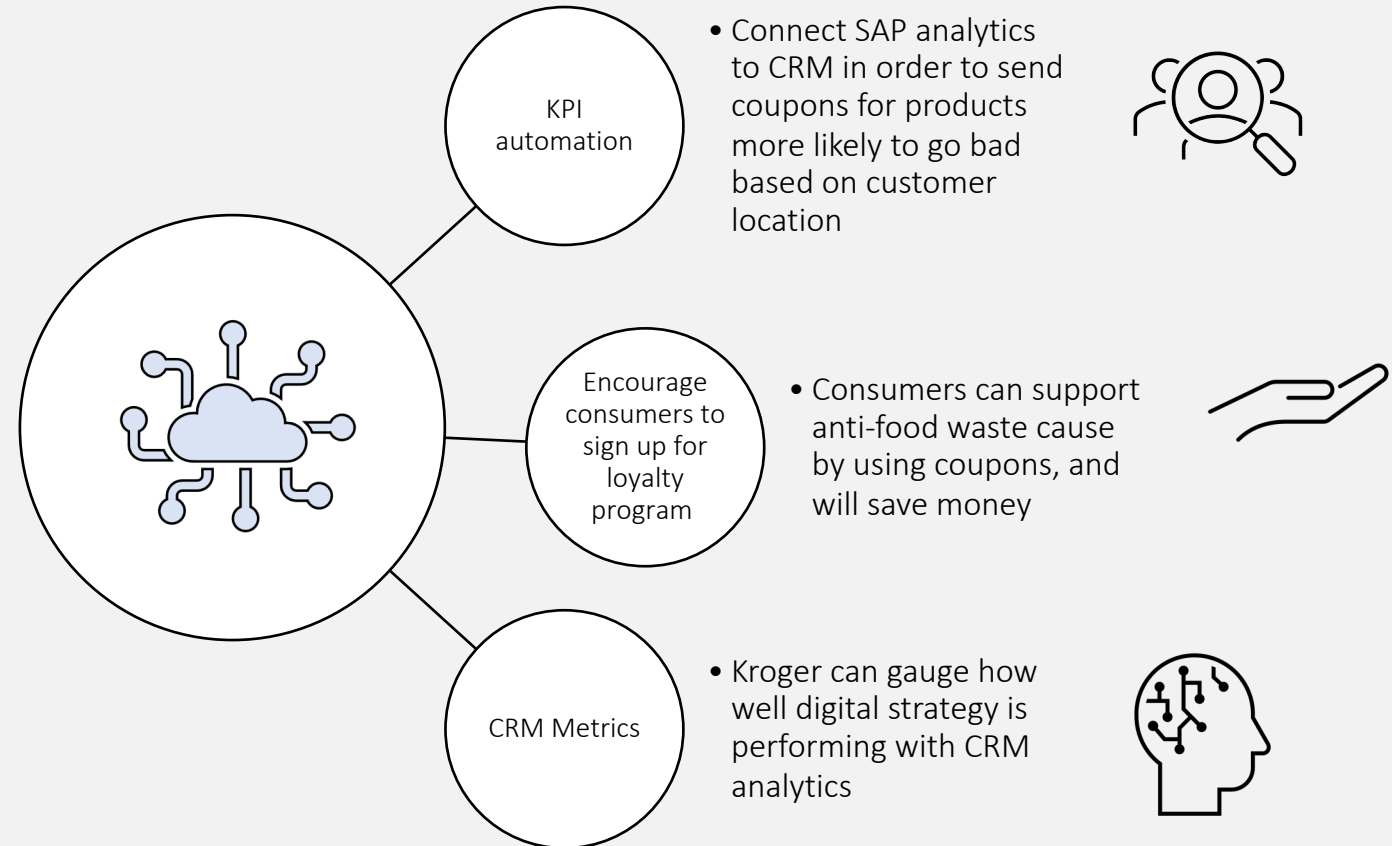 KPI
automation
• Connect SAP analytics
to CRM in order to send
coupons for products
more likely to go bad
based on customer
location
Encourage
consumers to
sign up for
loyalty
program
• Consumers can support
anti-food waste cause
by using coupons, and
will save money
CRM Metrics
• Kroger can gauge how
well digital strategy is
performing with CRM
analytics